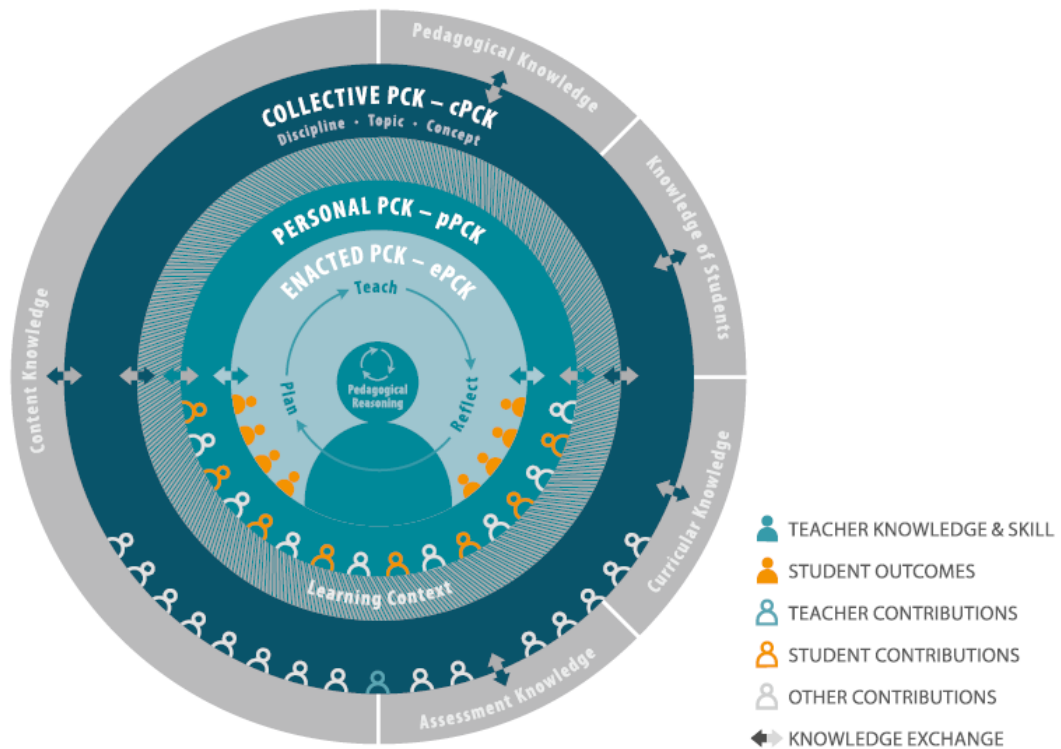 Pedagogical Knowledge
COLLECTIVE PCK – cPCK
Discipline · Topic · Concept
Knowledge of Students
PERSONAL PCK – pPCK
ENACTED PCK – ePCK
Teach
Content Knowledge
Plan
Pedagogical
Reasoning
Reflect
Curricular Knowledge
Learning Context
Assessment Knowledge
TEACHER KNOWLEDGE & SKILL
STUDENT OUTCOMES
TEACHER CONTRIBUTIONS
STUDENT CONTRIBUTIONS
OTHER CONTRIBUTIONS
KNOWLEDGE EXCHANGE